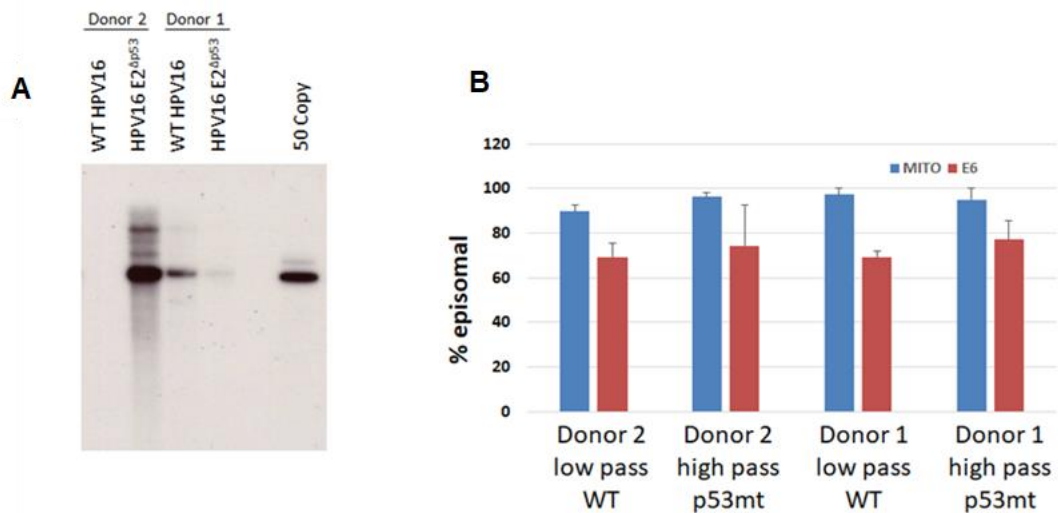 A
Donor 2 Donor 1
WT HPV16
HPV16 E2Δp53
WT HPV16
HPV16 E2Δp53
50 Copy
B
120
100
80
60
40
20
0
% episomal
MITO E6
Donor 2 low pass WT
Donor 2 high pass p53mt
Donor 1 low pass WT
Donor 1 high pass p53mt